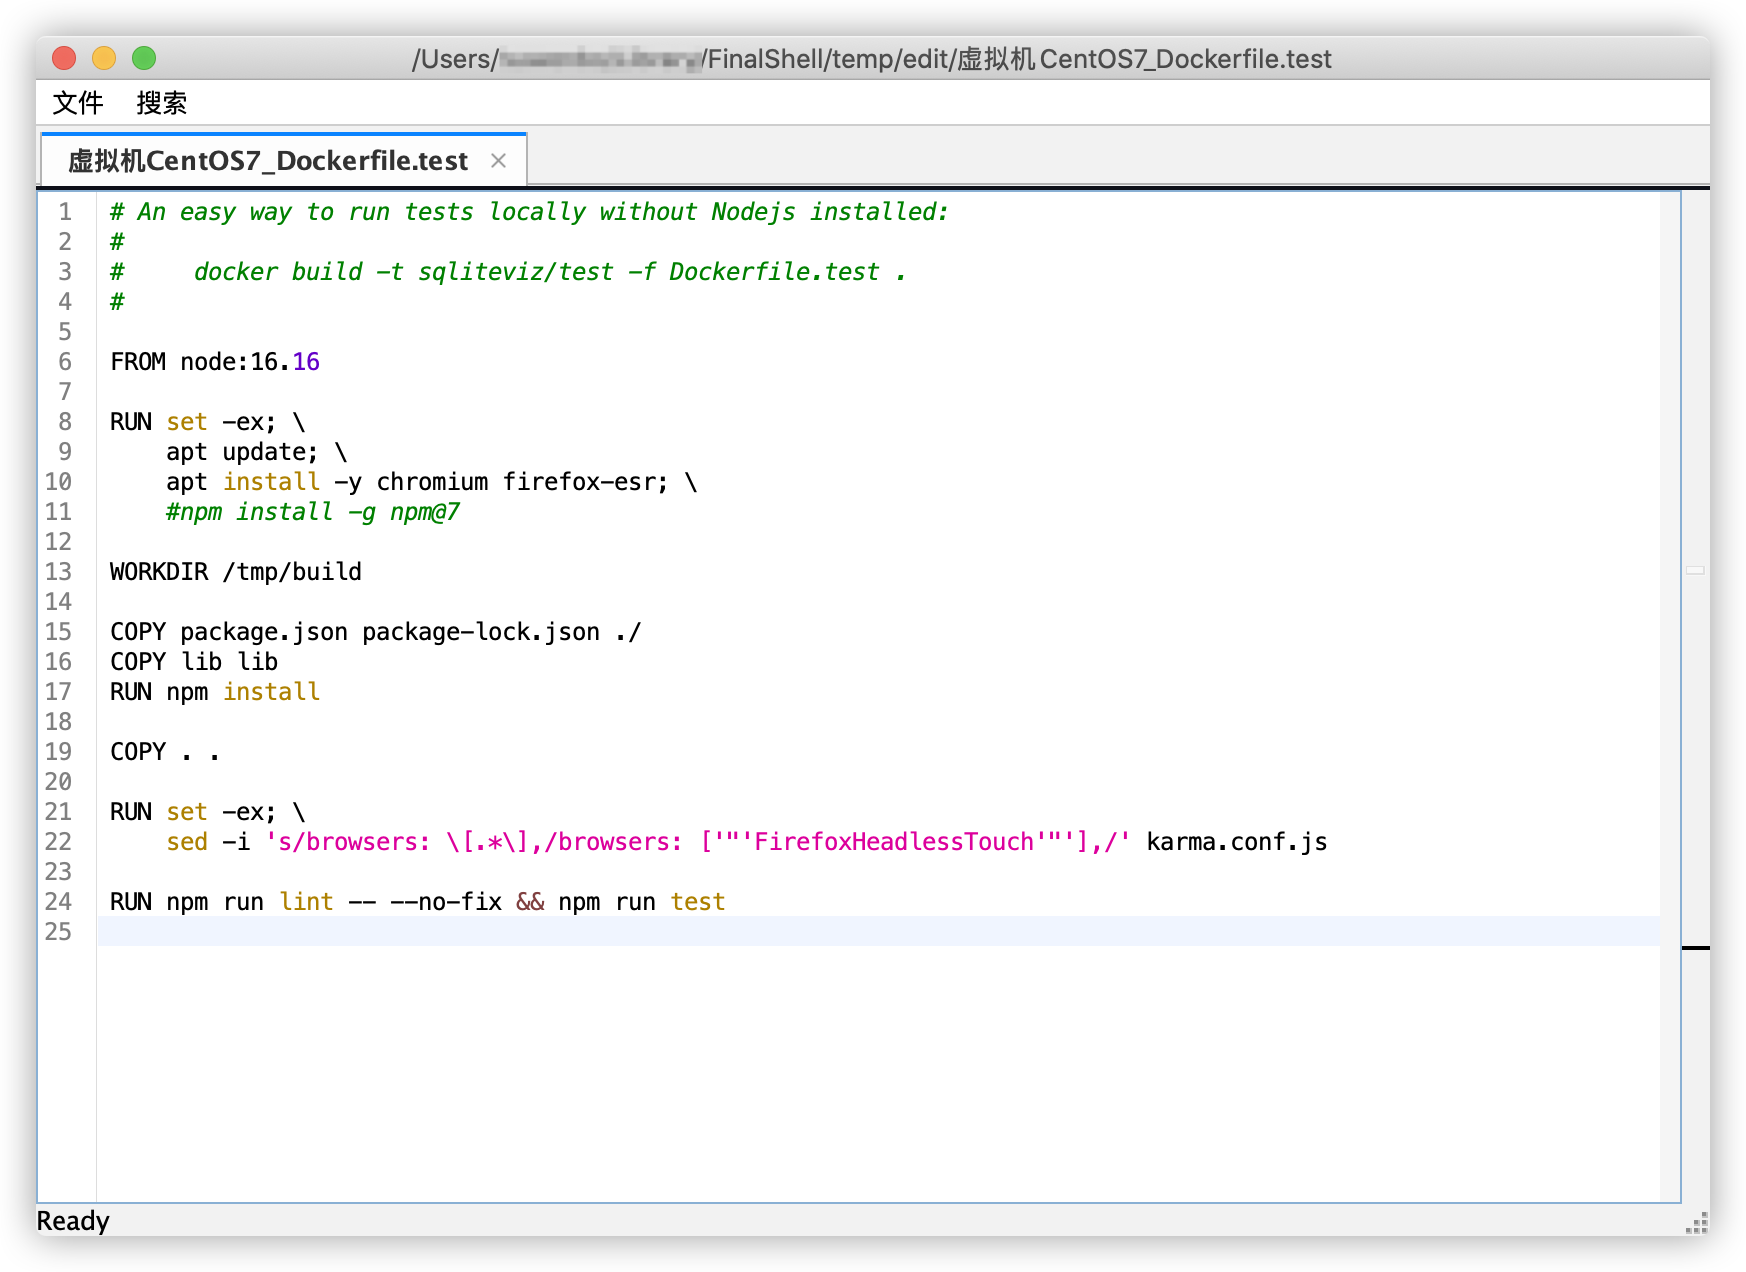 /Users/ /FinalShell/temp/edit/虚拟机CentOS7_Dockerfile.test
文件 搜索
虚拟机CentOS7_Dockerfile.test ×
1 # An easy way to run tests locally without Nodejs installed:
2 #
3 #     docker build -t sqliteviz/test -f Dockerfile.test .
4 #
5
6 FROM node:16.16
7
8 RUN set -ex; \
9     apt update; \
10     apt install -y chromium firefox-esr; \
11     #npm install -g npm@7
12
13 WORKDIR /tmp/build
14
15 COPY package.json package-lock.json ./
16 COPY lib lib
17 RUN npm install
18
19 COPY . .
20
21 RUN set -ex; \
22     sed -i 's/browsers: \[.*\],/browsers: ['"'FirefoxHeadlessTouch'"'],/' karma.conf.js
23
24 RUN npm run lint -- --no-fix && npm run test
25
Ready